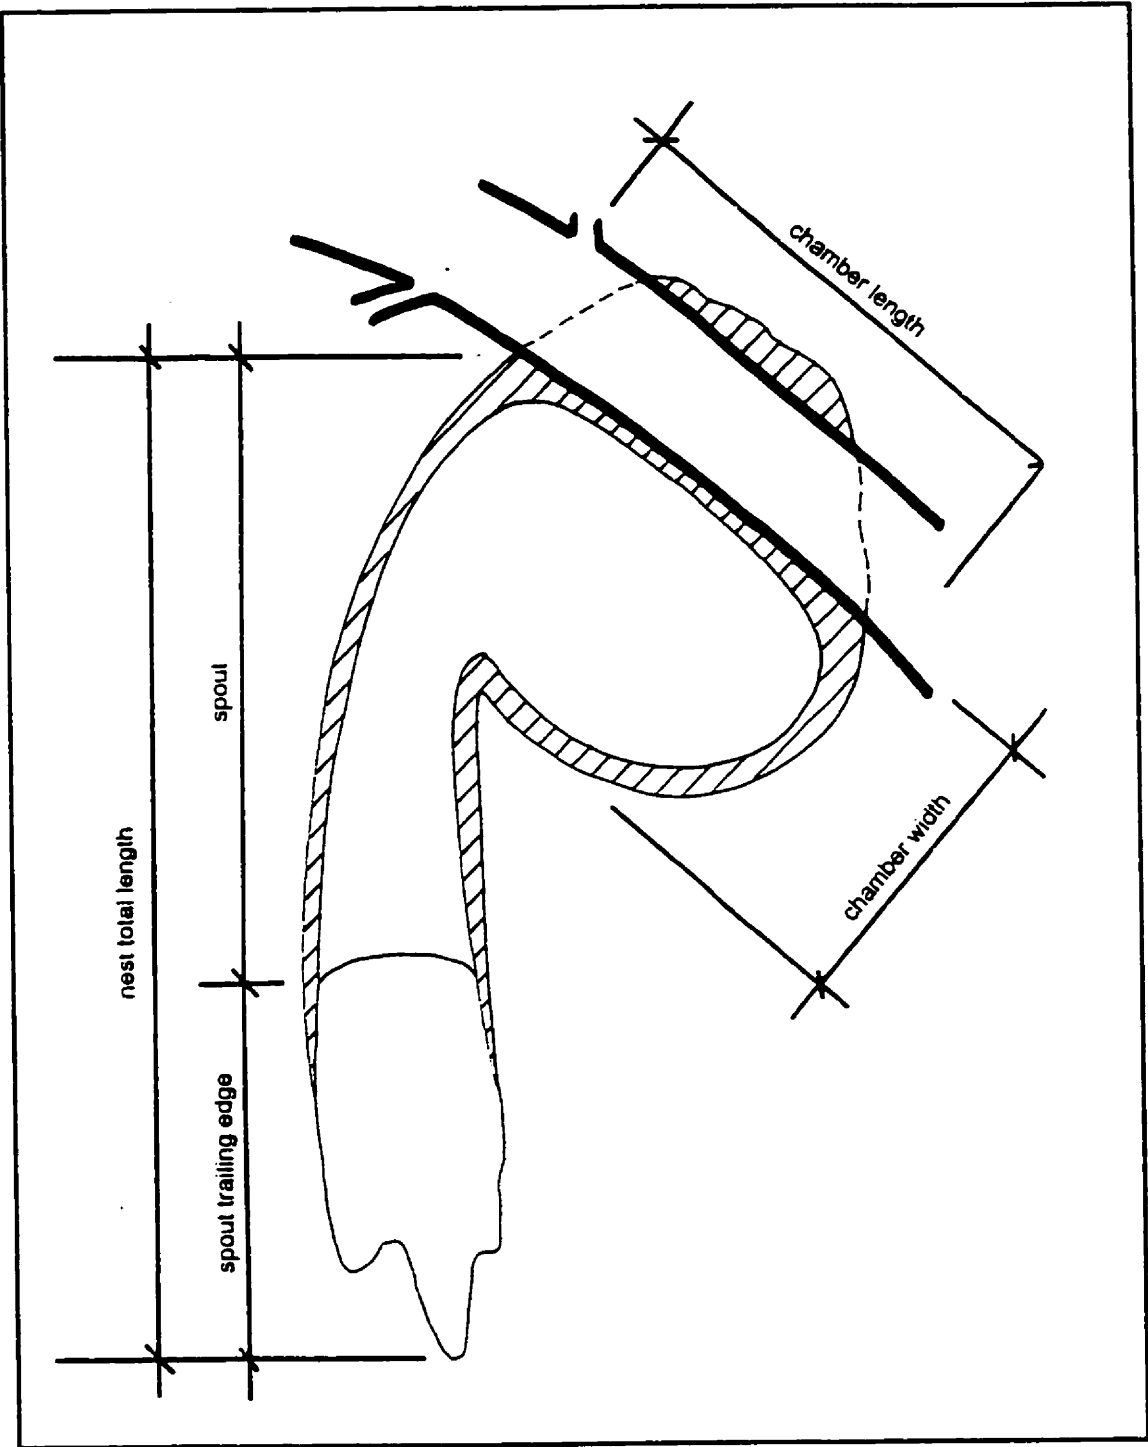 chamber length
spout
nest total length
chamber width
spout trailing edge